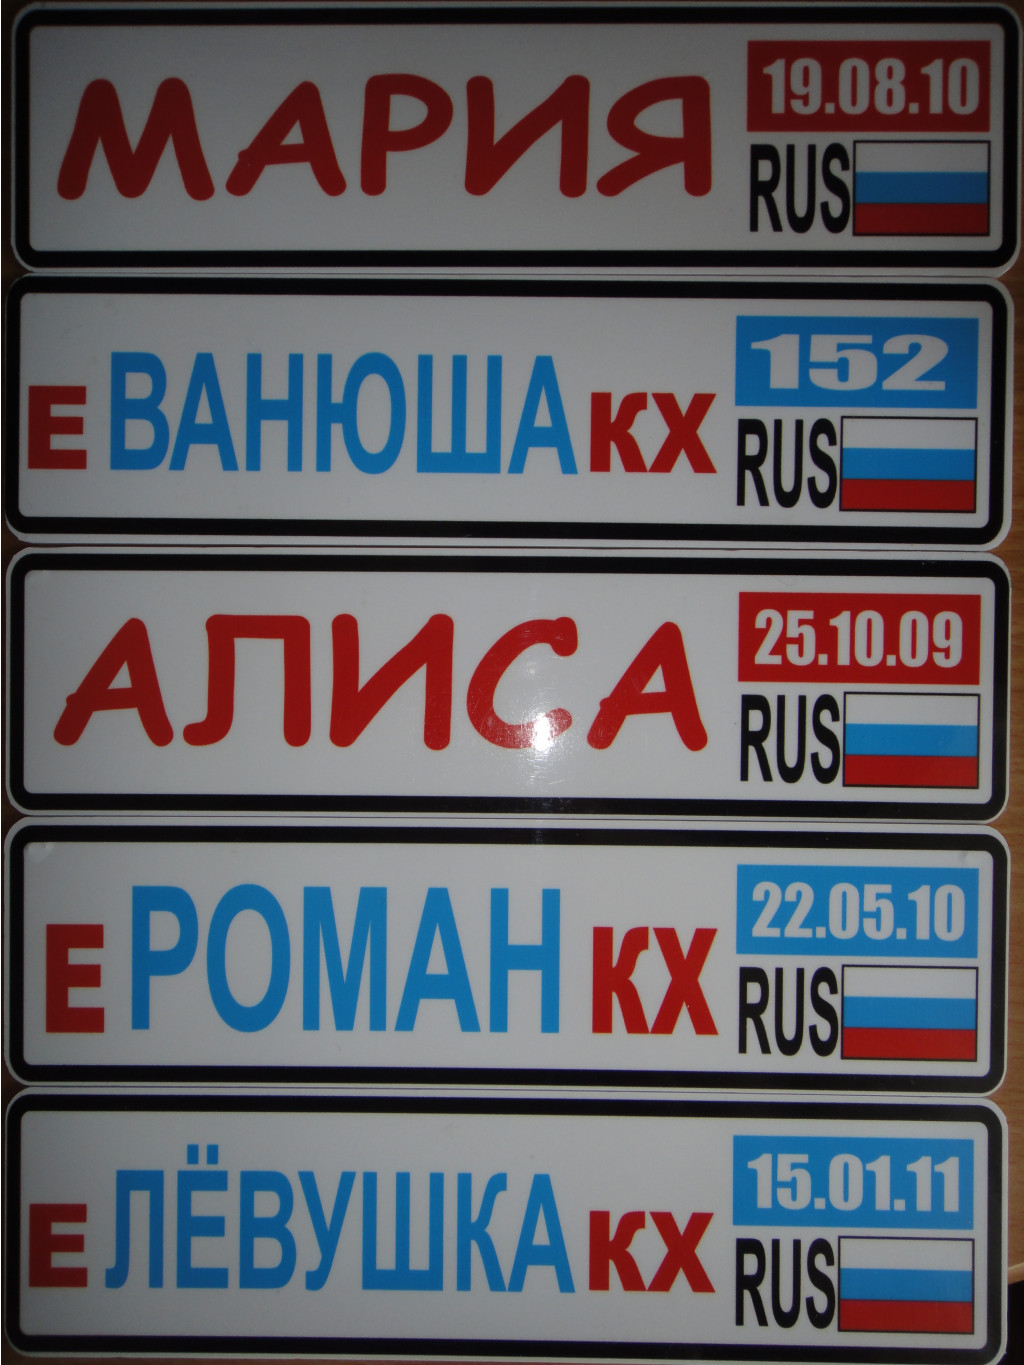 МАРИЯ 19.08.10
RUS
Е ВАНЮША КХ 152
RUS
АЛИСА 25.10.09
RUS
Е РОМАН КХ 22.05.10
RUS
Е ЛЁВУШКА КХ 15.01.11
RUS